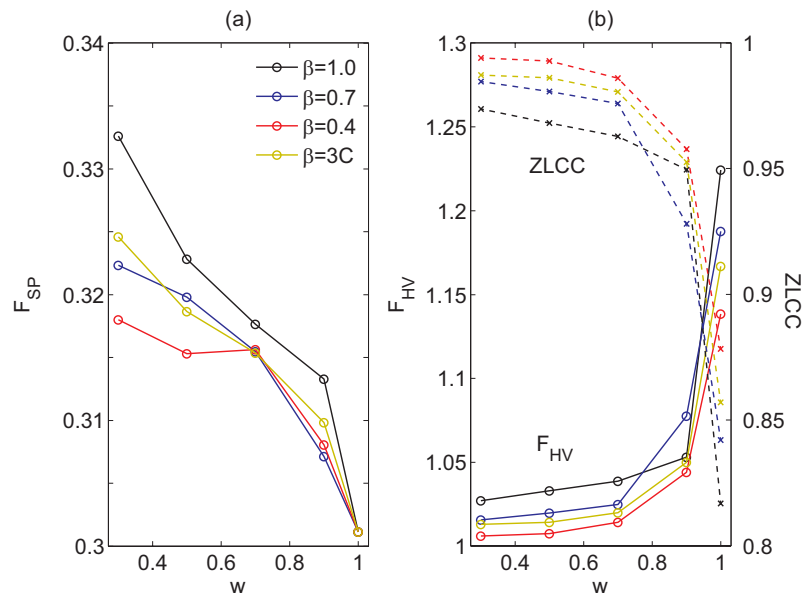 (a)
0.34
0.33
0.32
0.31
0.3
F_SP
β=1.0
β=0.7
β=0.4
β=3C
0.4
0.6
0.8
1
w
(b)
1.3
1.25
1.2
1.15
1.10
1.05
1
F_HV
ZLCC
F_HV
1
0.95
0.9
0.85
0.8
ZLCC
0.4
0.6
0.8
1
w